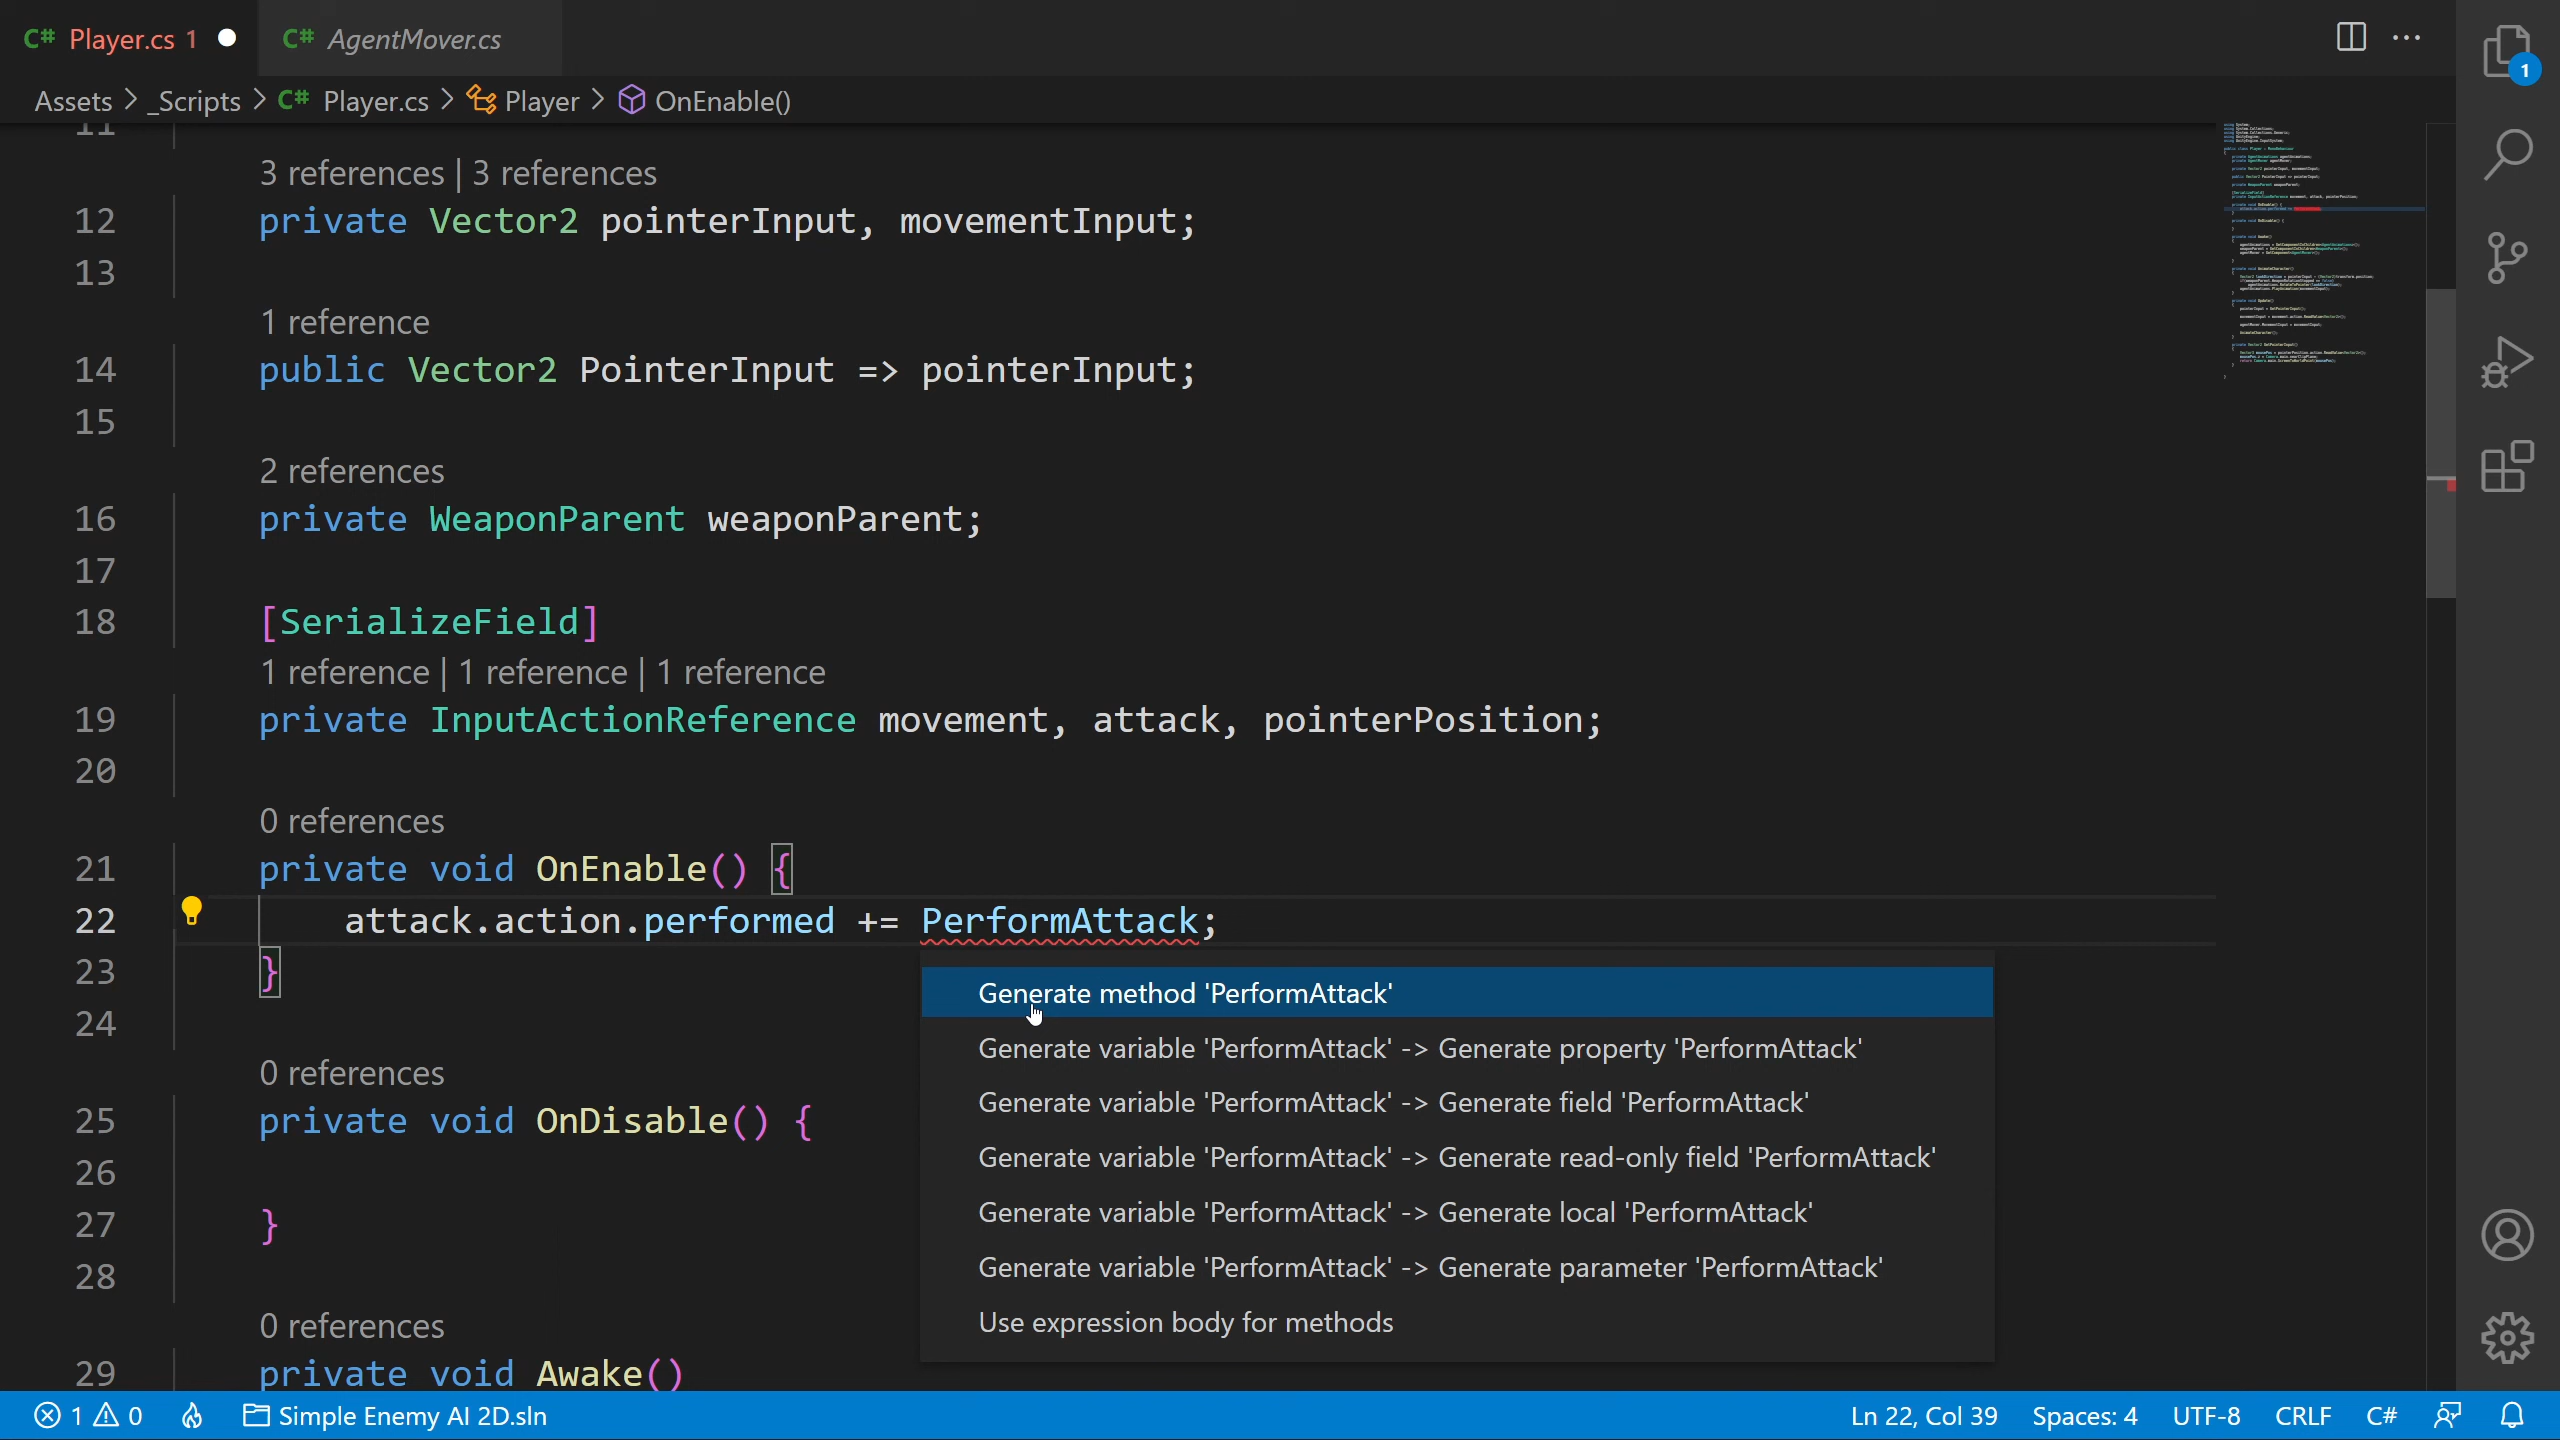 C# Player.cs 1 ● C# AgentMover.cs
Assets > _Scripts > C# Player.cs > Player > OnEnable()
11
3 references | 3 references
12 private Vector2 pointerInput, movementInput;
13
1 reference
14 public Vector2 PointerInput => pointerInput;
15
2 references
16 private WeaponParent weaponParent;
17
18 [SerializeField]
1 reference | 1 reference | 1 reference
19 private InputActionReference movement, attack, pointerPosition;
20
0 references
21 private void OnEnable() {
22 attack.action.performed += PerformAttack;
23 }
24
0 references
25 private void OnDisable() {
26
27 }
28
0 references
29 private void Awake()
Generate method 'PerformAttack'
Generate variable 'PerformAttack' -> Generate property 'PerformAttack'
Generate variable 'PerformAttack' -> Generate field 'PerformAttack'
Generate variable 'PerformAttack' -> Generate read-only field 'PerformAttack'
Generate variable 'PerformAttack' -> Generate local 'PerformAttack'
Generate variable 'PerformAttack' -> Generate parameter 'PerformAttack'
Use expression body for methods
1
1 0 Simple Enemy AI 2D.sln Ln 22, Col 39 Spaces: 4 UTF-8 CRLF C#